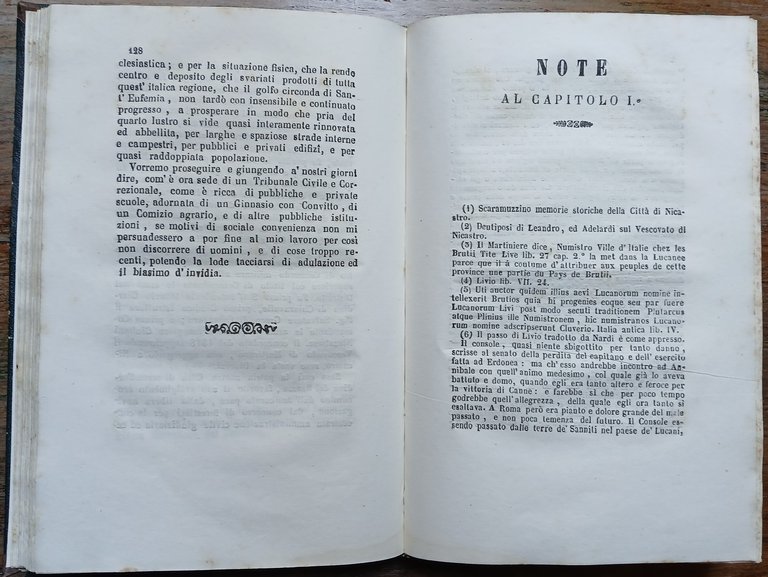 128
clesiastica; e per la situazione fisica, che la rende
centro e deposito degli svariati prodotti di tutta
quest' italica regione, che il golfo circonda di San-
t' Eufemia, non tardò con insensibile e continuato
progresso, a prosperare in modo che pria del
quarto lustro si vide quasi interamente rinnovata
ed abbellita, per larghe e spaziose strade interne
e campestri, per pubblici e privati edifizî, e per
quasi raddoppiata popolazione.
Vorremo proseguire e giungendo a' nostri giorni
dire, com' è ora sede di un Tribunale Civile e Cor-
rezionale, come è ricca di pubbliche e private
scuole, adornata di un Ginnasio con Convitto, di
un Comizio agrario, e di altre pubbliche istitu-
zioni, se motivi di sociale convenienza non mi
persuadessero a por fine al mio lavoro per così
non discorrere di uomini, e di cose troppo re-
centi, potendo la lode tacciarsi di adulazione ed
il biasimo d' invidia.
NOTE
AL CAPITOLO I.º
(1) Scaramuzzino memorie storiche della Città di Nica-
stro.
(2) Deutiposi di Leandro, ed Adelardi sul Vescovato di
Nicastro.
(3) Il Martiniere dice, Numistro Ville d' Italie chez les
Brutii Tite Live lib. 27 cap. 2.º la met dans la Lucanee
parce que il á coutume d'attribuer aux peuples de cette
province une partie du Pays de Brutii.
(4) Livio lib. VII. 24.
(5) Uti auctor quidem illius aevi Lucanorum nomine in-
tellexerit Brutios quia hi progenies coque seu par fuere
Lucanorum Livi post modo secuti traditionem Plutarcus
atque Plinius ille Numistronem, hic numistranos Lucano-
rum nomine adscripserunt Cluverio. Italia antica lib. IV.
(6) Il passo di Livio tradotto da Nardi è come appresso.
Il console, quasi niente sbigottito per tanto danno,
scrisse al senato della perdita del capitano e dell' esercito
fatta ad Erdonea: ma ch'esso andrebbe incontro ad An-
nibale con quell'animo medesimo, col quale già lo aveva
battuto e domo, quando egli era tanto altero e feroce per
la vittoria di Canne: e farebbe sì che per poco tempo
godrebbe quell'allegrezza, della quale egli ora tanto si
esaltava. A Roma però era pianto e dolore grande del male
passato, e non poca temenza del futuro. Il Console es-
sendo passato dalle terre de' Sanniti nel paese de' Lucani,